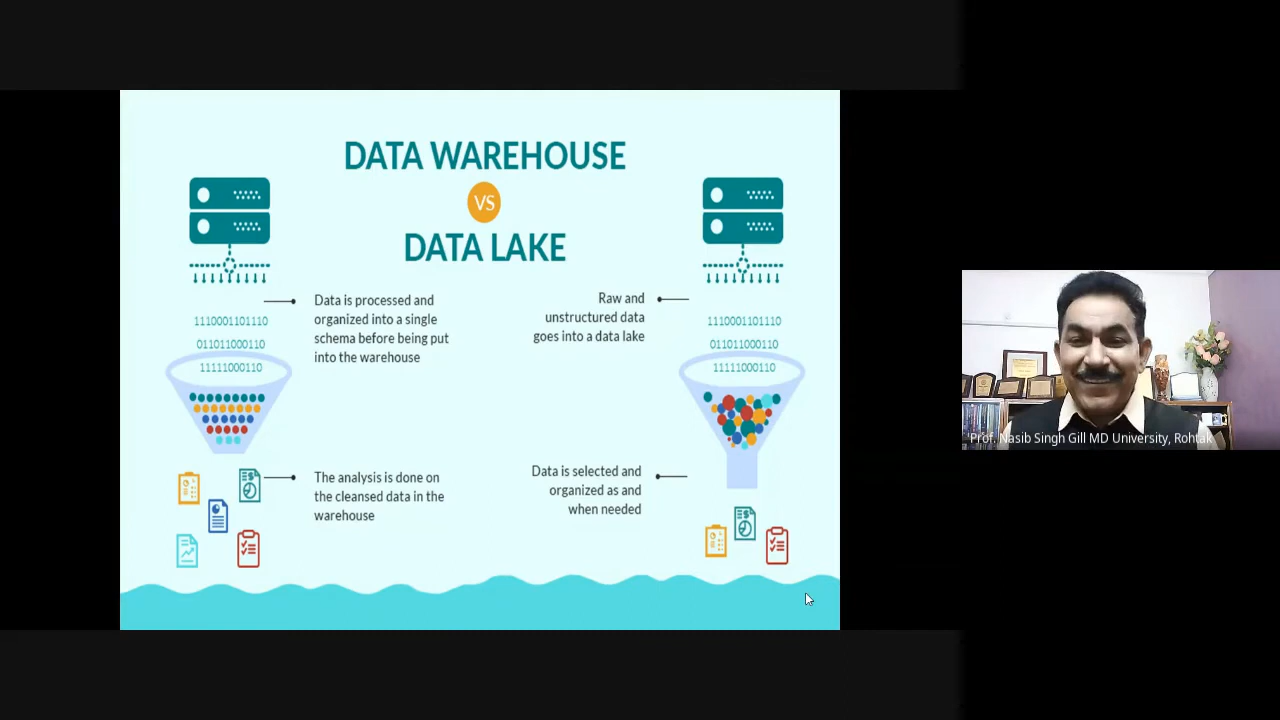 DATA WAREHOUSE
VS
DATA LAKE
Data is processed and
organized into a single
schema before being put
into the warehouse
Raw and
unstructured data
goes into a data lake
1110001101110
011011000110
11111000110
1110001101110
011011000110
11111000110
The analysis is done on
the cleansed data in the
warehouse
Data is selected and
organized as and
when needed
'Prof. Nasib Singh Gill MD University, Rohtak